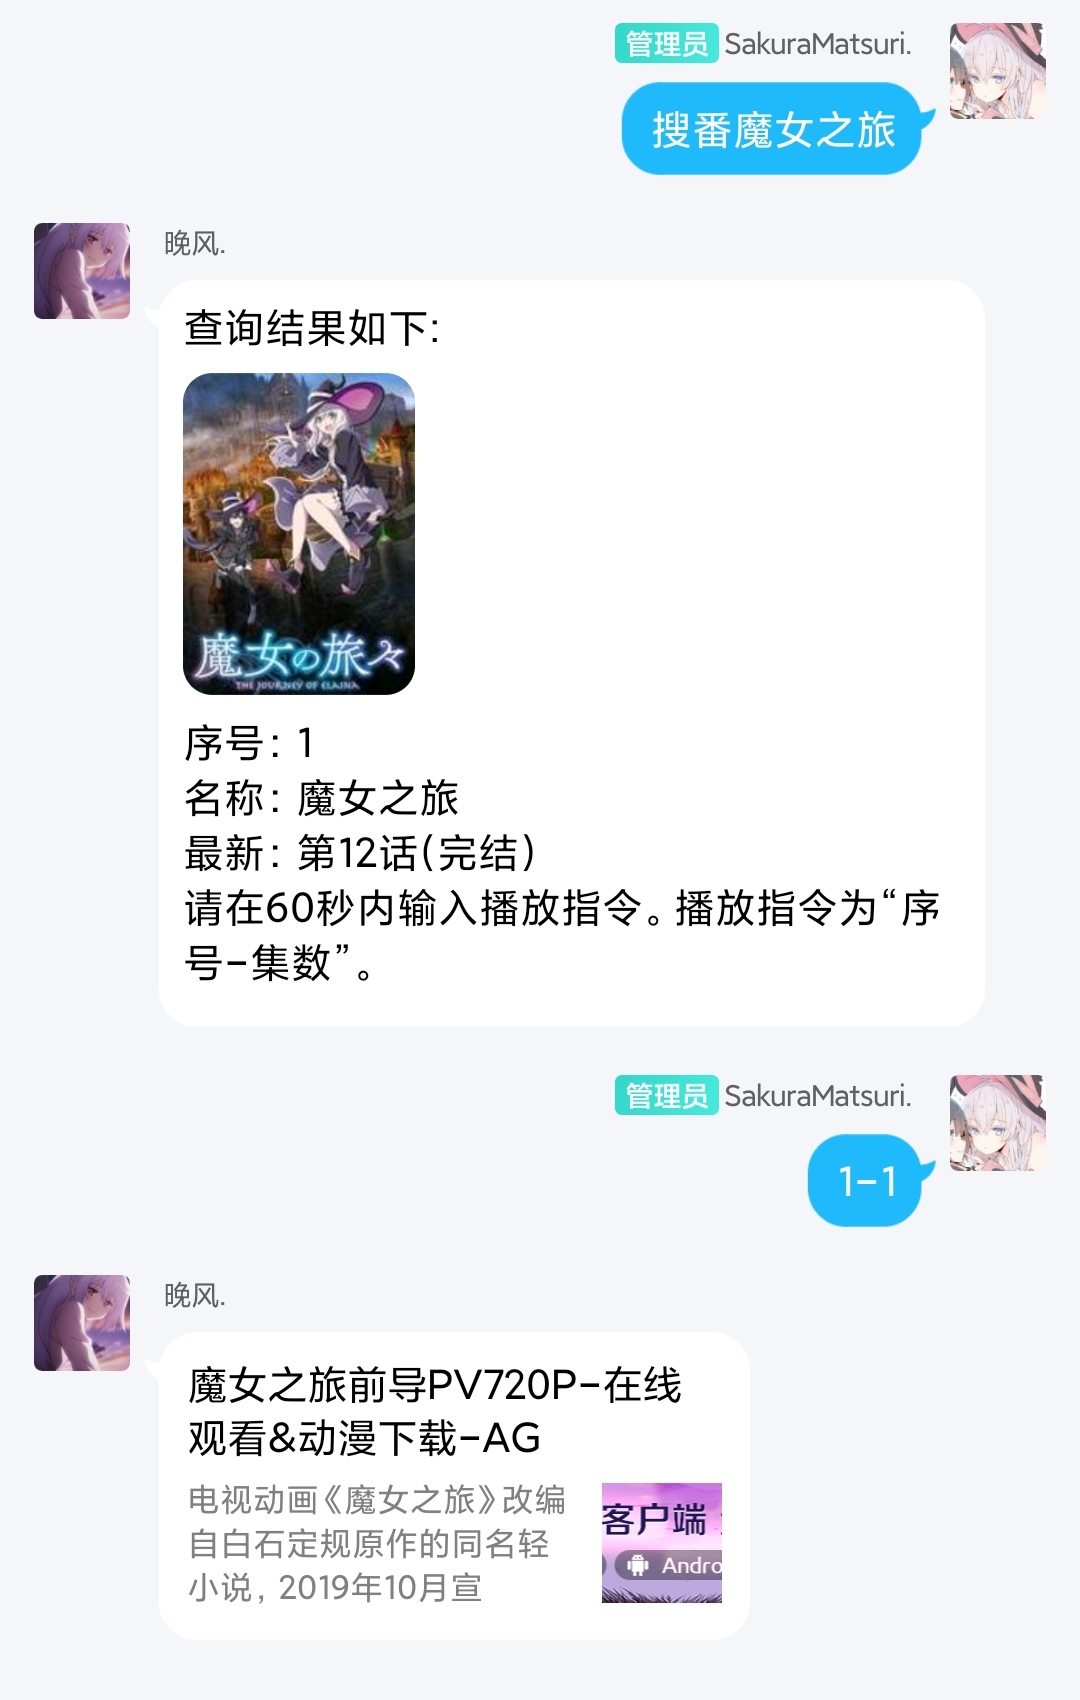 管理员 SakuraMatsuri.
搜番魔女之旅
晚风.
查询结果如下:
魔女の旅々
THE JOURNEY OF ELAINA
序号: 1
名称: 魔女之旅
最新: 第12话(完结)
请在60秒内输入播放指令。播放指令为“序
号-集数”。
管理员 SakuraMatsuri.
1-1
晚风.
魔女之旅前导PV720P-在线
观看&动漫下载-AG
电视动画《魔女之旅》改编
自白石定规原作的同名轻
小说, 2019年10月宣
客户端
Andro